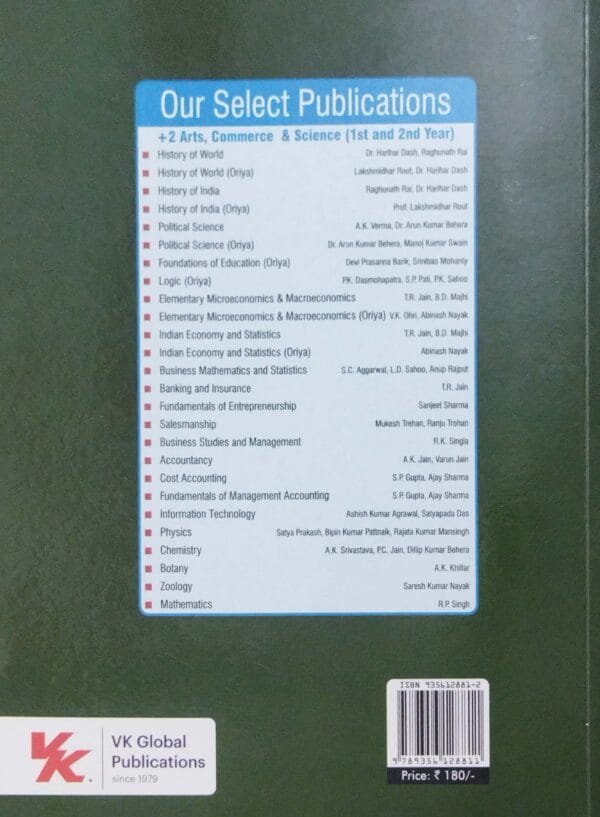 Our Select Publications
+2 Arts, Commerce & Science (1st and 2nd Year)
History of World Dr. Harihar Dash, Raghunath Rai
History of World (Oriya) Lakshmidhar Rout, Dr. Harihar Dash
History of India Raghunath Rai, Dr. Harihar Dash
History of India (Oriya) Prof. Lakshmidhar Rout
Political Science A.K. Verma, Dr. Arun Kumar Behera
Political Science (Oriya) Dr. Arun Kumar Behera, Manoj Kumar Swain
Foundations of Education (Oriya) Devi Prasanna Barik, Srinibas Mohanty
Logic (Oriya) P.K. Dasmohapatra, S.P. Pati, P.K. Sahoo
Elementary Microeconomics & Macroeconomics T.R. Jain, B.D. Majhi
Elementary Microeconomics & Macroeconomics (Oriya) V.K. Ohri, Abinash Nayak
Indian Economy and Statistics T.R. Jain, B.D. Majhi
Indian Economy and Statistics (Oriya) Abinash Nayak
Business Mathematics and Statistics S.C. Aggarwal, L.D. Sahoo, Anup Rajput
Banking and Insurance T.R. Jain
Fundamentals of Entrepreneurship Sanjeet Sharma
Salesmanship Mukesh Trehan, Ranju Trehan
Business Studies and Management R.K. Singla
Accountancy A.K. Jain, Varun Jain
Cost Accounting S.P. Gupta, Ajay Sharma
Fundamentals of Management Accounting S.P. Gupta, Ajay Sharma
Information Technology Ashish Kumar Agrawal, Satyapada Das
Physics Satya Prakash, Bipin Kumar Pattnaik, Rajata Kumar Mansingh
Chemistry A.K. Srivastava, P.C. Jain, Dilip Kumar Behera
Botany A.K. Khillar
Zoology Saresh Kumar Nayak
Mathematics R.P. Singh
ISBN 935612881-2
9 789356 128811
Price: ₹ 180/-
VK.
VK Global
Publications
since 1979